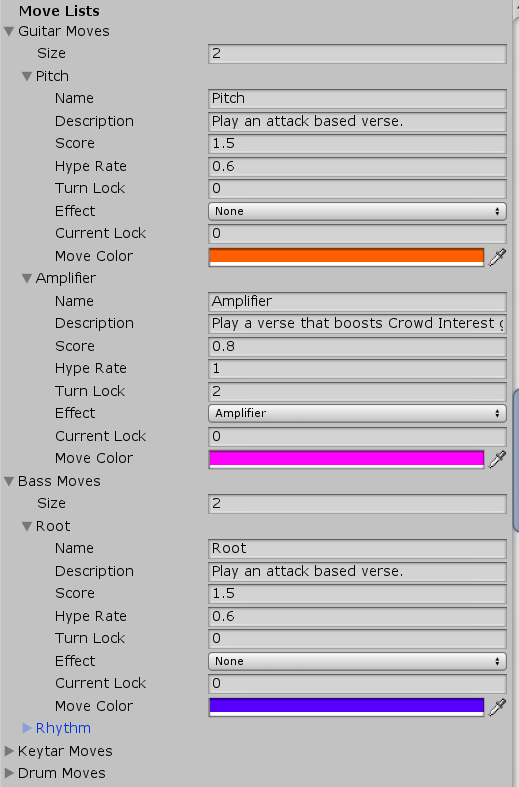 Move Lists
Guitar Moves
Size 2
Pitch
Name Pitch
Description Play an attack based verse.
Score 1.5
Hype Rate 0.6
Turn Lock 0
Effect None
Current Lock 0
Move Color
Amplifier
Name Amplifier
Description Play a verse that boosts Crowd Interest g
Score 0.8
Hype Rate 1
Turn Lock 2
Effect Amplifier
Current Lock 0
Move Color
Bass Moves
Size 2
Root
Name Root
Description Play an attack based verse.
Score 1.5
Hype Rate 0.6
Turn Lock 0
Effect None
Current Lock 0
Move Color
Rhythm
Keytar Moves
Drum Moves